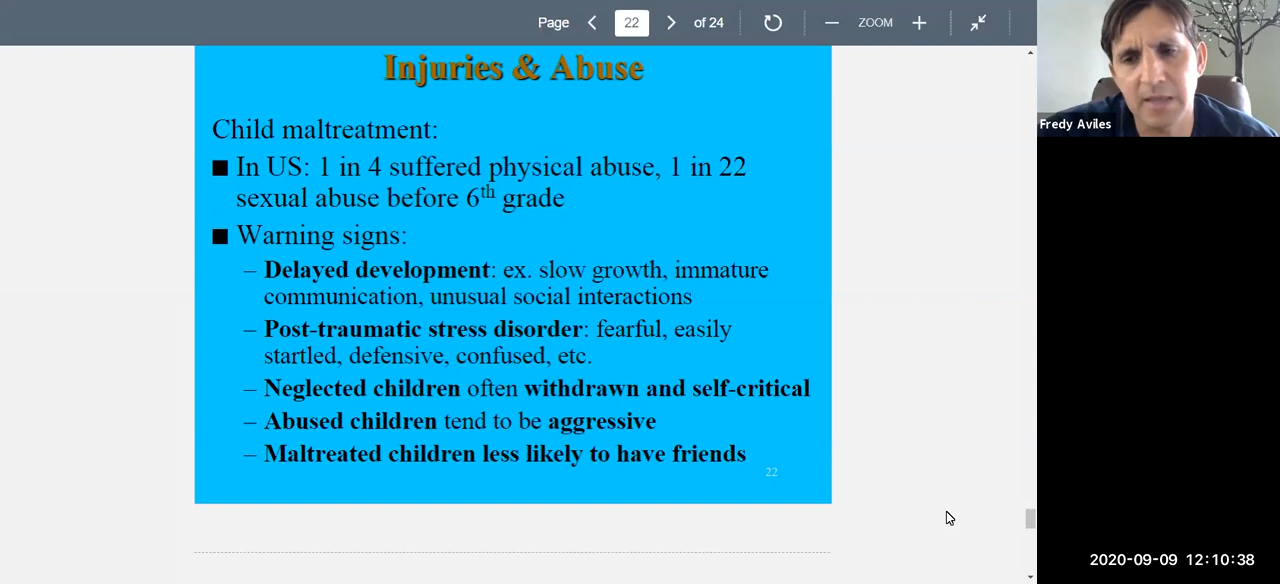 Page 22 of 24 ZOOM
Injuries & Abuse
Child maltreatment:
■ In US: 1 in 4 suffered physical abuse, 1 in 22
sexual abuse before 6th grade
■ Warning signs:
– Delayed development: ex. slow growth, immature
communication, unusual social interactions
– Post-traumatic stress disorder: fearful, easily
startled, defensive, confused, etc.
– Neglected children often withdrawn and self-critical
– Abused children tend to be aggressive
– Maltreated children less likely to have friends
22
Fredy Aviles
2020-09-09 12:10:38